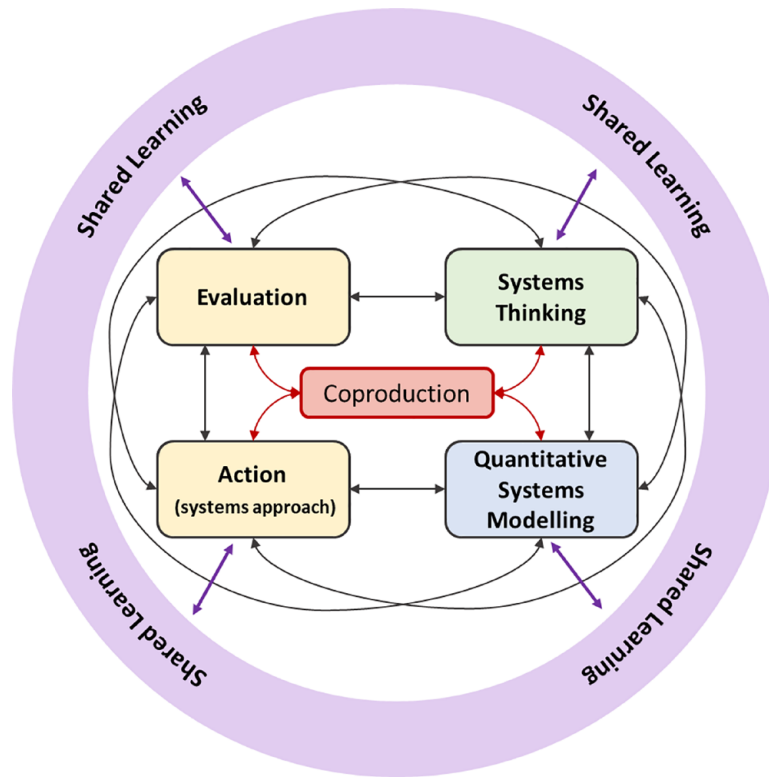 Shared Learning
Shared Learning
Evaluation
Systems
Thinking
Coproduction
Action
(systems approach)
Quantitative
Systems
Modelling
Shared Learning
Shared Learning